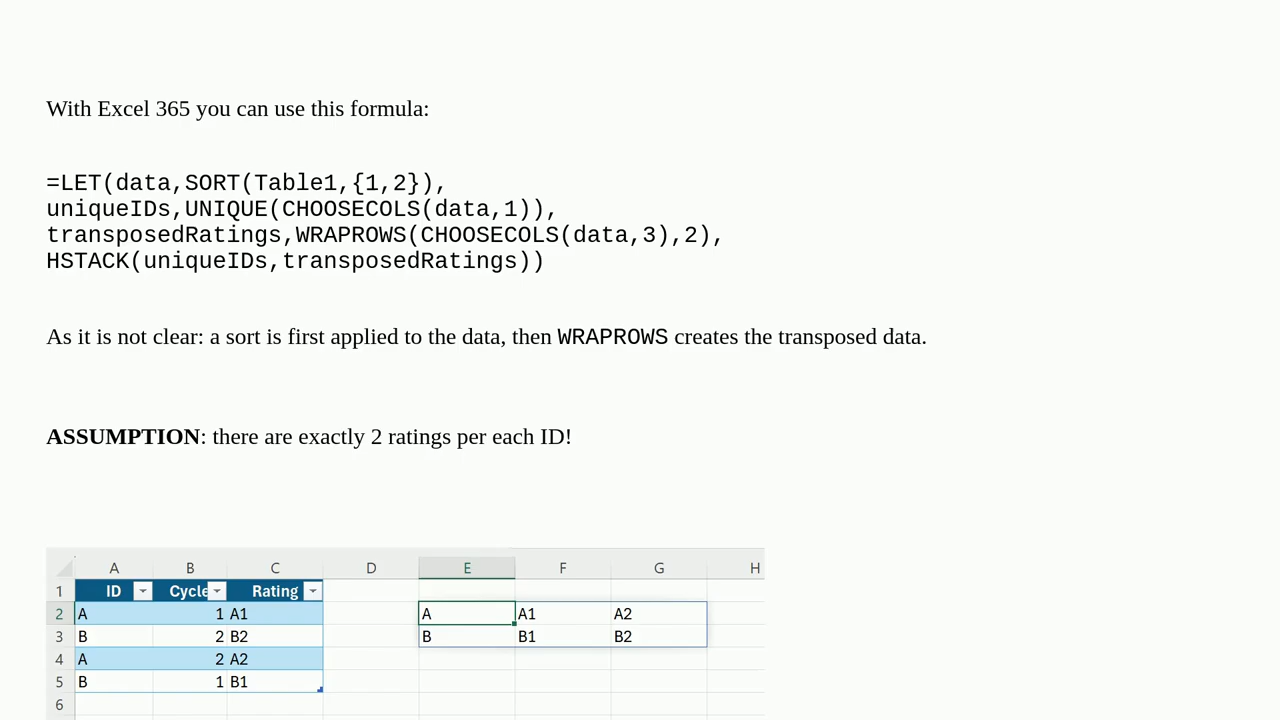 With Excel 365 you can use this formula:
=LET(data,SORT(Table1,{1,2}),
uniqueIDs,UNIQUE(CHOOSECOLS(data,1)),
transposedRatings,WRAPROWS(CHOOSECOLS(data,3),2),
HSTACK(uniqueIDs,transposedRatings))
As it is not clear: a sort is first applied to the data, then WRAPROWS creates the transposed data.
ASSUMPTION: there are exactly 2 ratings per each ID!
A B C D E F G H
1 ID Cycle Rating
2 A 1 A1 A A1 A2
3 B 2 B2 B B1 B2
4 A 2 A2
5 B 1 B1
6